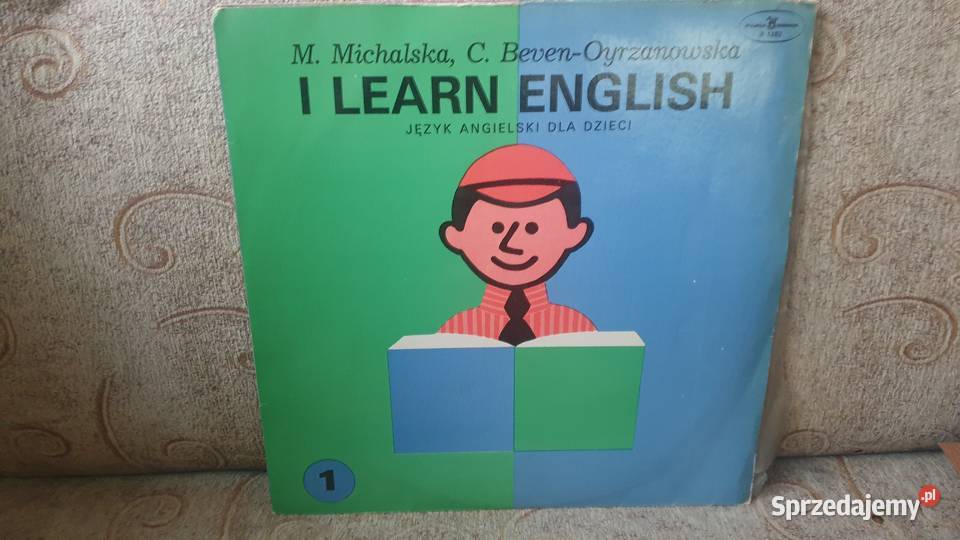 M. Michalska, C. Beven-Oyrzanowska
I LEARN ENGLISH
JĘZYK ANGIELSKI DLA DZIECI
1
Sprzedajemy.pl